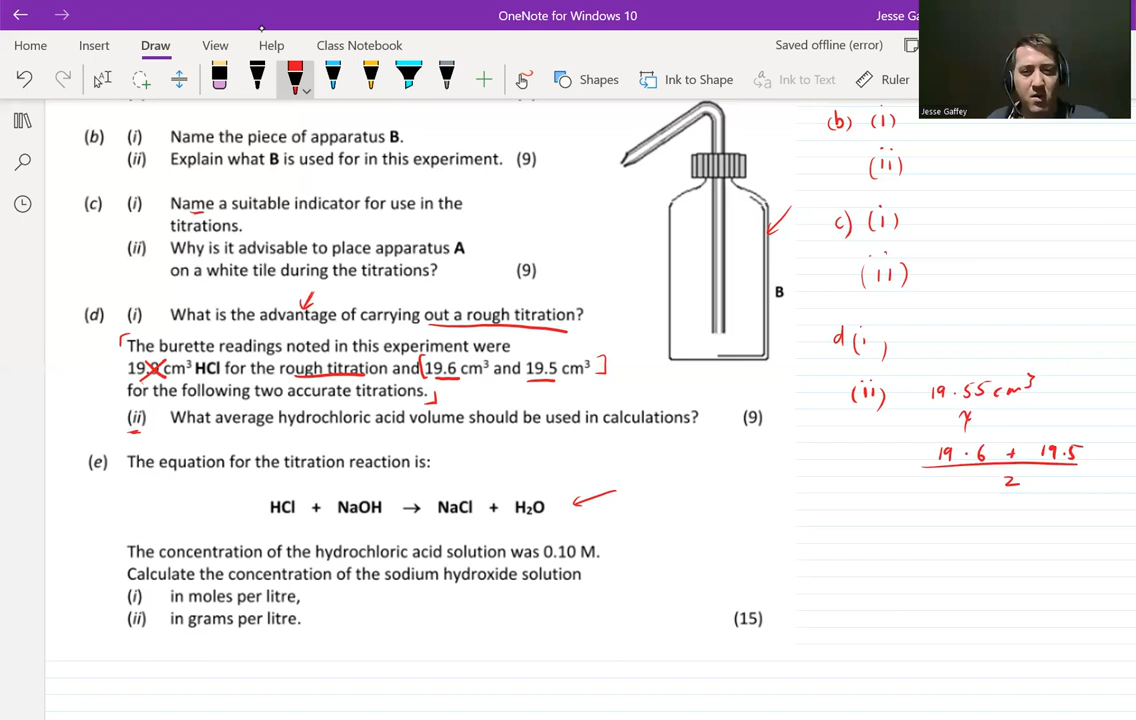 OneNote for Windows 10
Jesse Ga
Home Insert Draw View Help Class Notebook Saved offline (error)
Shapes Ink to Shape Ink to Text Ruler
Jesse Gaffey
(b) (i) Name the piece of apparatus B.
(ii) Explain what B is used for in this experiment. (9)
(c) (i) Name a suitable indicator for use in the
titrations.
(ii) Why is it advisable to place apparatus A
on a white tile during the titrations? (9)
B
(d) (i) What is the advantage of carrying out a rough titration?
The burette readings noted in this experiment were
19.9 cm³ HCl for the rough titration and 19.6 cm³ and 19.5 cm³
for the following two accurate titrations.
(ii) What average hydrochloric acid volume should be used in calculations? (9)
(e) The equation for the titration reaction is:
HCl + NaOH → NaCl + H₂O
The concentration of the hydrochloric acid solution was 0.10 M.
Calculate the concentration of the sodium hydroxide solution
(i) in moles per litre,
(ii) in grams per litre. (15)
(b) (i)
(ii)
c) (i)
(ii)
d (i)
(ii) 19.55 cm³
19.6 + 19.5
2